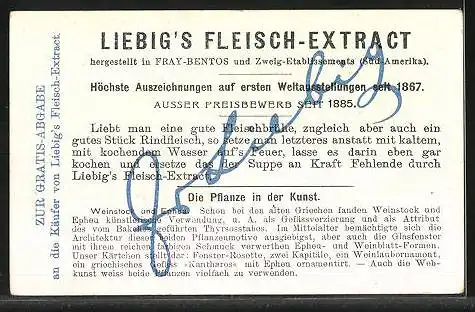 LIEBIG'S FLEISCH-EXTRACT
hergestellt in FRAY-BENTOS und Zweig-Etablissements (Süd-Amerika).
Höchste Auszeichnungen auf ersten Weltausstellungen seit 1867.
AUSSER PREISBEWERB SEIT 1885.
Liebt man eine gute Fleischbrühe, zugleich aber auch ein
gutes Stück Rindfleisch, so setze man letzteres anstatt mit kaltem,
mit kochendem Wasser auf's Feuer, lasse es darin eben gar
kochen und ersetze das der Suppe an Kraft Fehlende durch
Liebig's Fleisch-Extract.
Die Pflanze in der Kunst.
Weinstock und Epheu. Schon bei den alten Griechen fanden Weinstock und
Epheu künstlerische Verwendung, u. A. als Gefässverzierung und als Attribut
des vom Bakchos geführten Thyrsosstabes. Im Mittelalter bemächtigte sich die
Architektur dieser beiden Pflanzenmotive ausgiebigst, aber auch die Glasfenster
mit ihrem reichen farbigen Schmuck verwerthen Epheu- und Weinblatt-Formen.
Unser Kärtchen stellt dar: Fenster-Rosette, zwei Kapitäle, ein Weinlaubornament,
ein griechisches Gefäss »Kantharos« mit Epheu ornamentirt. — Auch die Web-
kunst weiss beide Pflanzen vielfach zu verwenden.
ZUR GRATIS-ABGABE
an die Käufer von Liebig's Fleisch-Extract